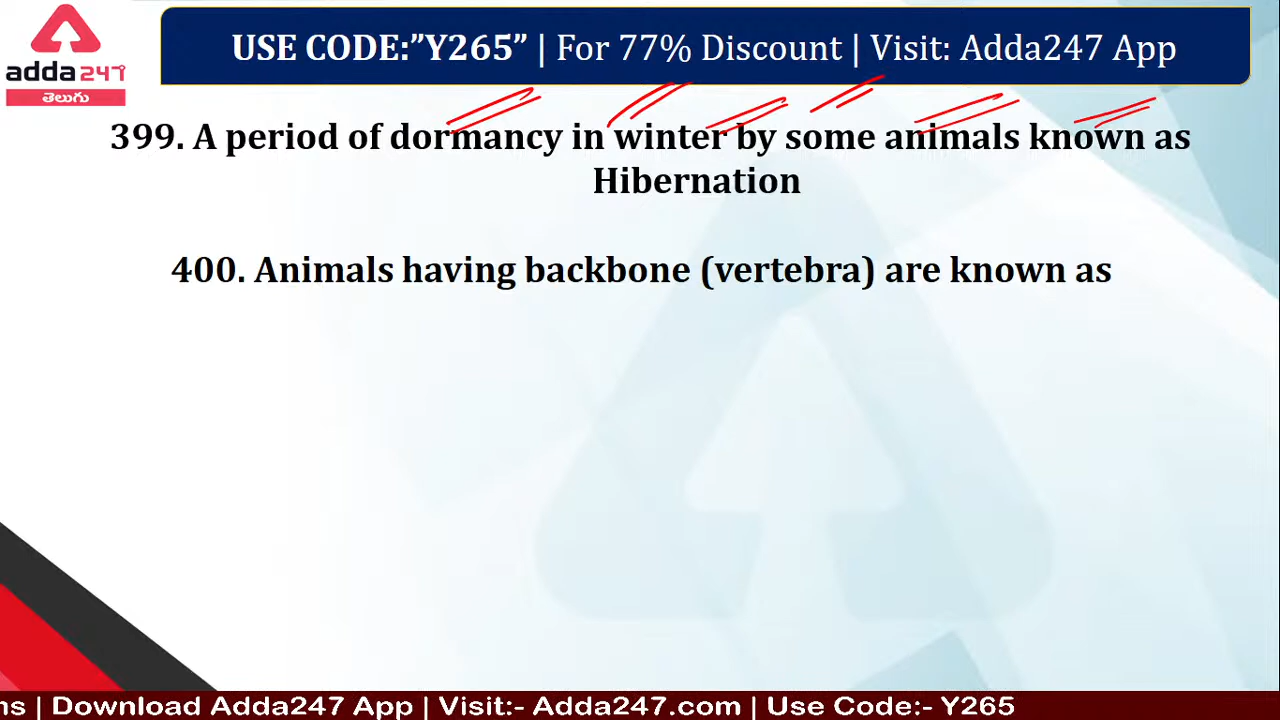 USE CODE:”Y265” | For 77% Discount | Visit: Adda247 App
adda247
తెలుగు
399. A period of dormancy in winter by some animals known as
Hibernation
400. Animals having backbone (vertebra) are known as
ns | Download Adda247 App | Visit:- Adda247.com | Use Code:- Y265